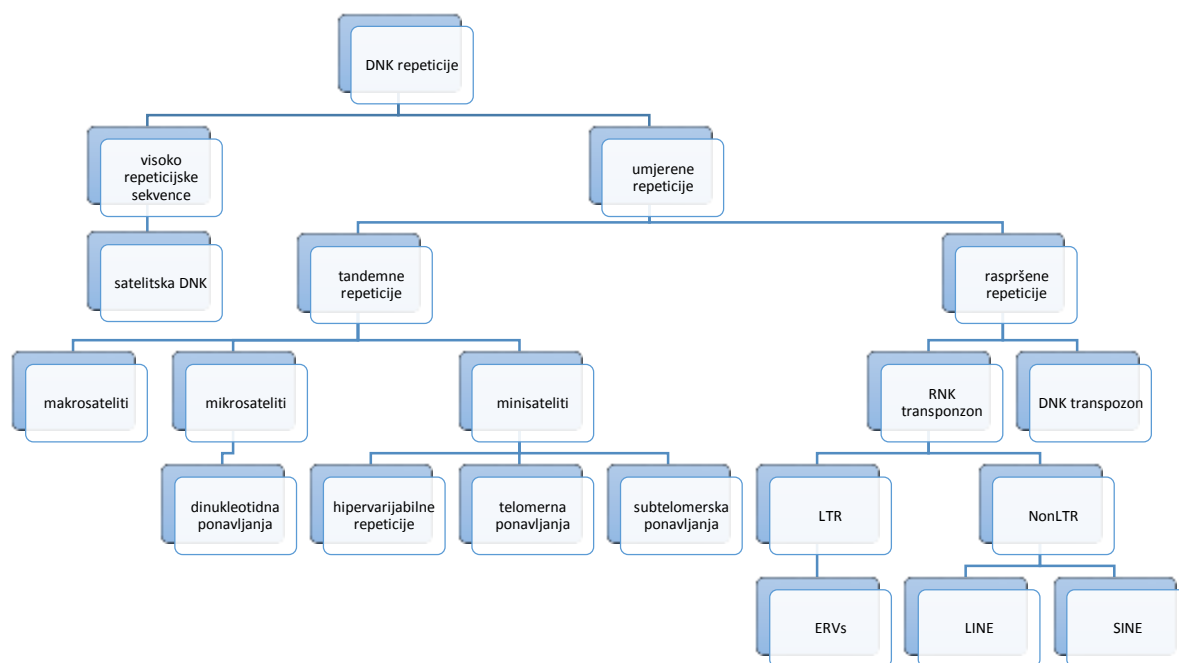 DNK repeticije
visoko
repeticijske
sekvence
umjerene
repeticije
satelitska DNK
tandemne
repeticije
raspršene
repeticije
makrosateliti
mikrosateliti
minisateliti
RNK
transponzon
DNK transpozon
dinukleotidna
ponavljanja
hipervarijabilne
repeticije
telomerna
ponavljanja
subtelomerska
ponavljanja
LTR
NonLTR
ERVs
LINE
SINE